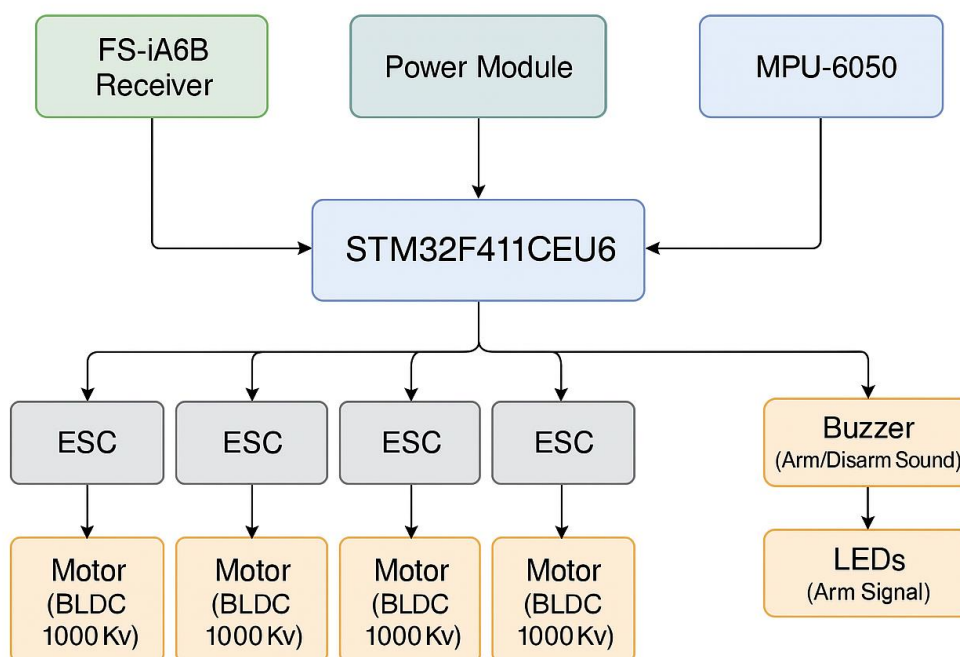 FS-iA6B
Receiver
Power Module
MPU-6050
STM32F411CEU6
ESC
ESC
ESC
ESC
Buzzer
(Arm/Disarm Sound)
Motor
(BLDC
1000 Kv)
Motor
(BLDC
1000 Kv)
Motor
(BLDC
1000 Kv)
Motor
(BLDC
1000 Kv)
LEDs
(Arm Signal)